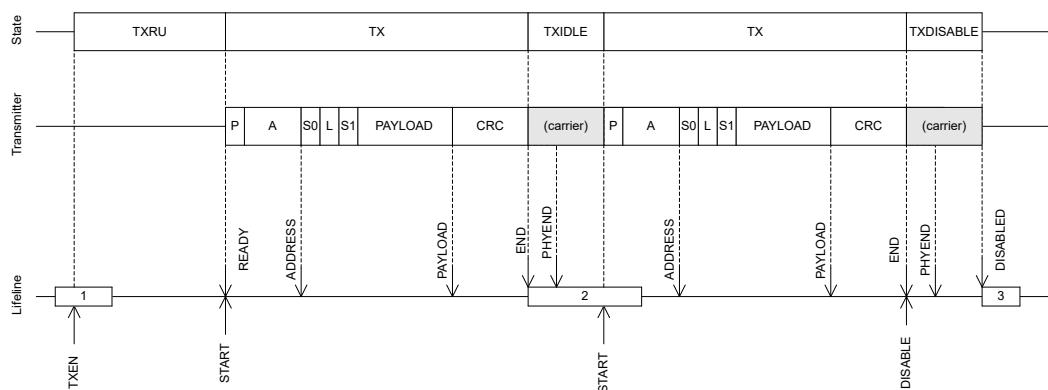 State
TXRU
TX
TXIDLE
TX
TXDISABLE
Transmitter
P
A
S0
L
S1
PAYLOAD
CRC
(carrier)
P
A
S0
L
S1
PAYLOAD
CRC
(carrier)
READY
ADDRESS
PAYLOAD
END
PHYEND
ADDRESS
PAYLOAD
END
PHYEND
DISABLED
Lifeline
1
2
3
TXEN
START
START
DISABLE